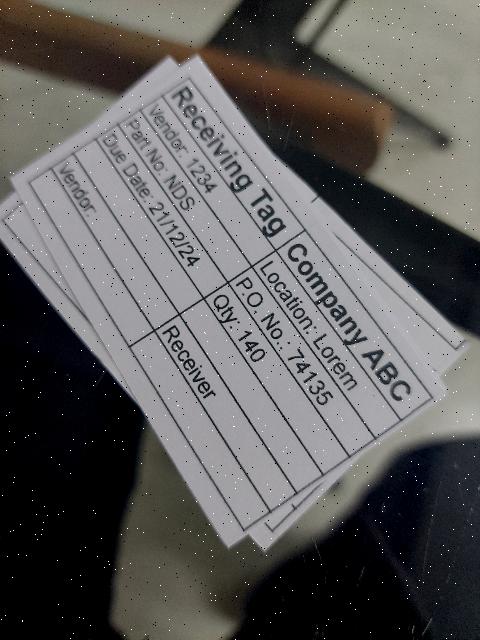 Receiving Tag Company ABC
Vendor: 1234 Location: Lorem
Part No: NDS P.O. No.: 74135
Due Date: 21/12/24 Qty: 140
Vendor: Receiver